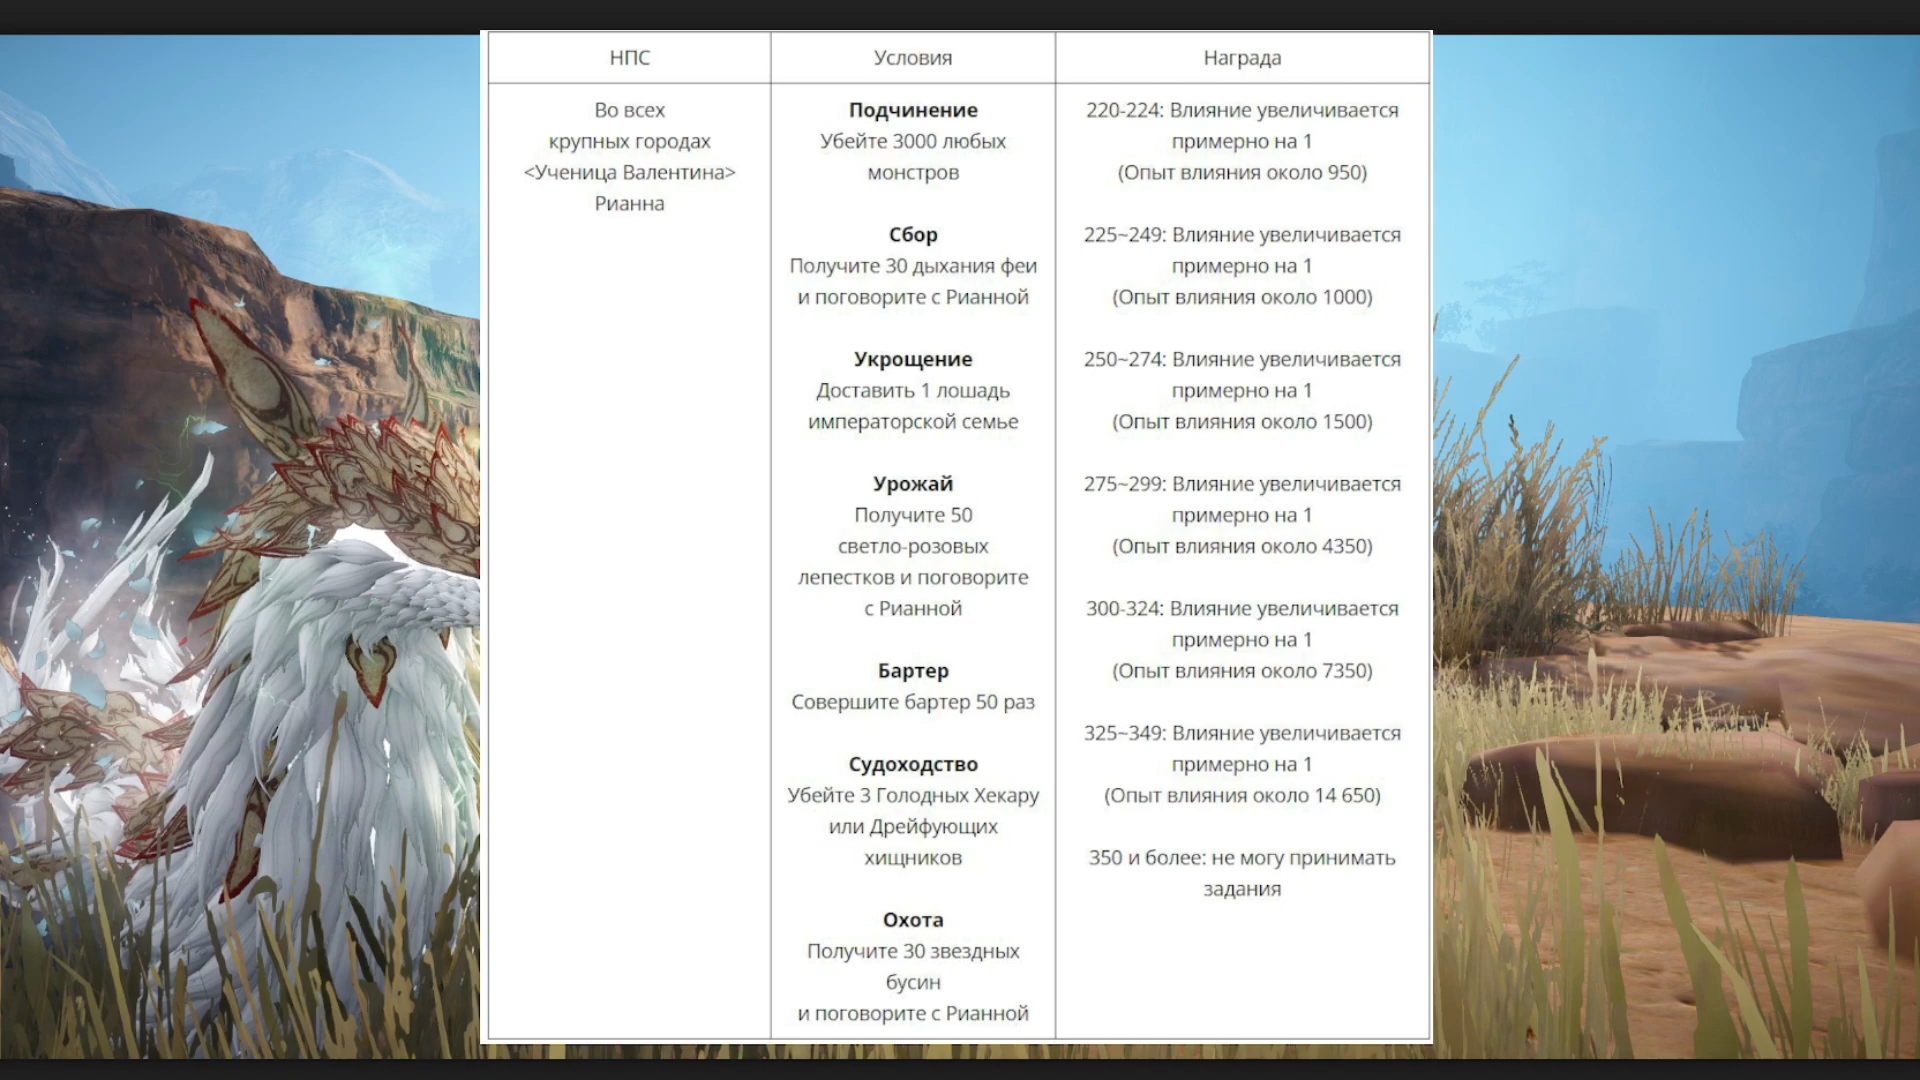 НПС
Условия
Награда
Во всех
крупных городах
<Ученица Валентина>
Рианна
Подчинение
Убейте 3000 любых
монстров
Сбор
Получите 30 дыхания феи
и поговорите с Рианной
Укрощение
Доставить 1 лошадь
императорской семье
Урожай
Получите 50
светло-розовых
лепестков и поговорите
с Рианной
Бартер
Совершите бартер 50 раз
Судоходство
Убейте 3 Голодных Хекару
или Дрейфующих
хищников
Охота
Получите 30 звездных
бусин
и поговорите с Рианной
220-224: Влияние увеличивается
примерно на 1
(Опыт влияния около 950)
225~249: Влияние увеличивается
примерно на 1
(Опыт влияния около 1000)
250~274: Влияние увеличивается
примерно на 1
(Опыт влияния около 1500)
275~299: Влияние увеличивается
примерно на 1
(Опыт влияния около 4350)
300-324: Влияние увеличивается
примерно на 1
(Опыт влияния около 7350)
325~349: Влияние увеличивается
примерно на 1
(Опыт влияния около 14 650)
350 и более: не могу принимать
задания